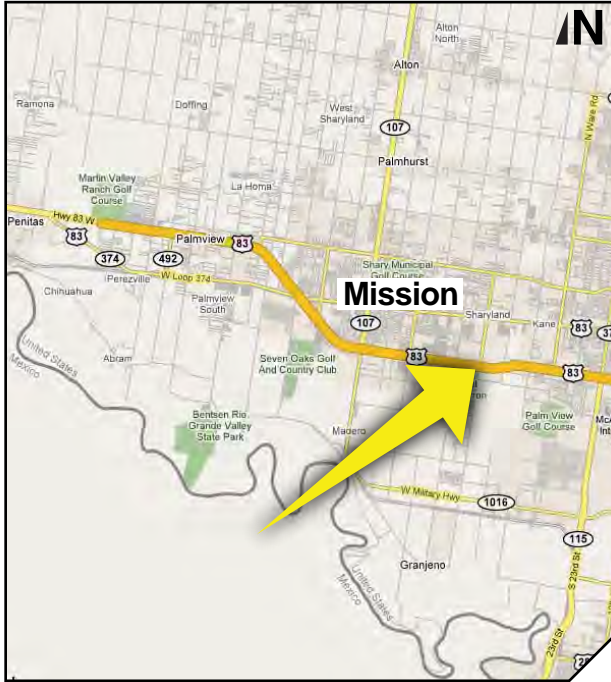 N
Alton
North
Alton
Ramona
Doffing
West
Sharyland
N Ware Rd
107
Palmhurst
Martin Valley
Ranch Golf
Course
La Homa
Penitas
Hwy 83 W
83
374
492
Palmview
83
Perezville
W Loop 374
Chihuahua
Palmview
South
Shary Municipal
Golf Course
Mission
107
Sharyland
Kane
83
37
Abram
Seven Oaks Golf
And Country Club
83
83
United States
Mexico
Bentsen Rio
Grande Valley
State Park
Madero
Palm View
Golf Course
McA
Int
W Military Hwy
1016
115
Granjeno
S 23rd St
United States
Mexico
23rd St
28